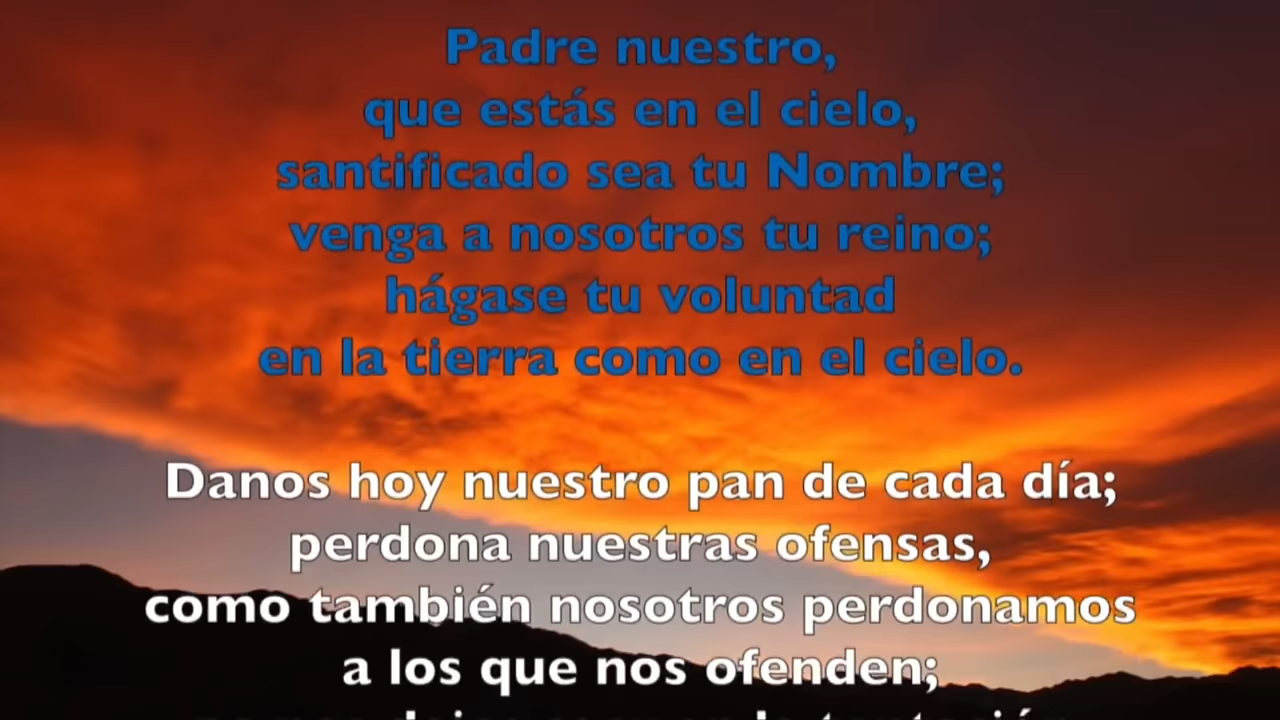 Padre nuestro,
que estás en el cielo,
santificado sea tu Nombre;
venga a nosotros tu reino;
hágase tu voluntad
en la tierra como en el cielo.
Danos hoy nuestro pan de cada día;
perdona nuestras ofensas,
como también nosotros perdonamos
a los que nos ofenden;